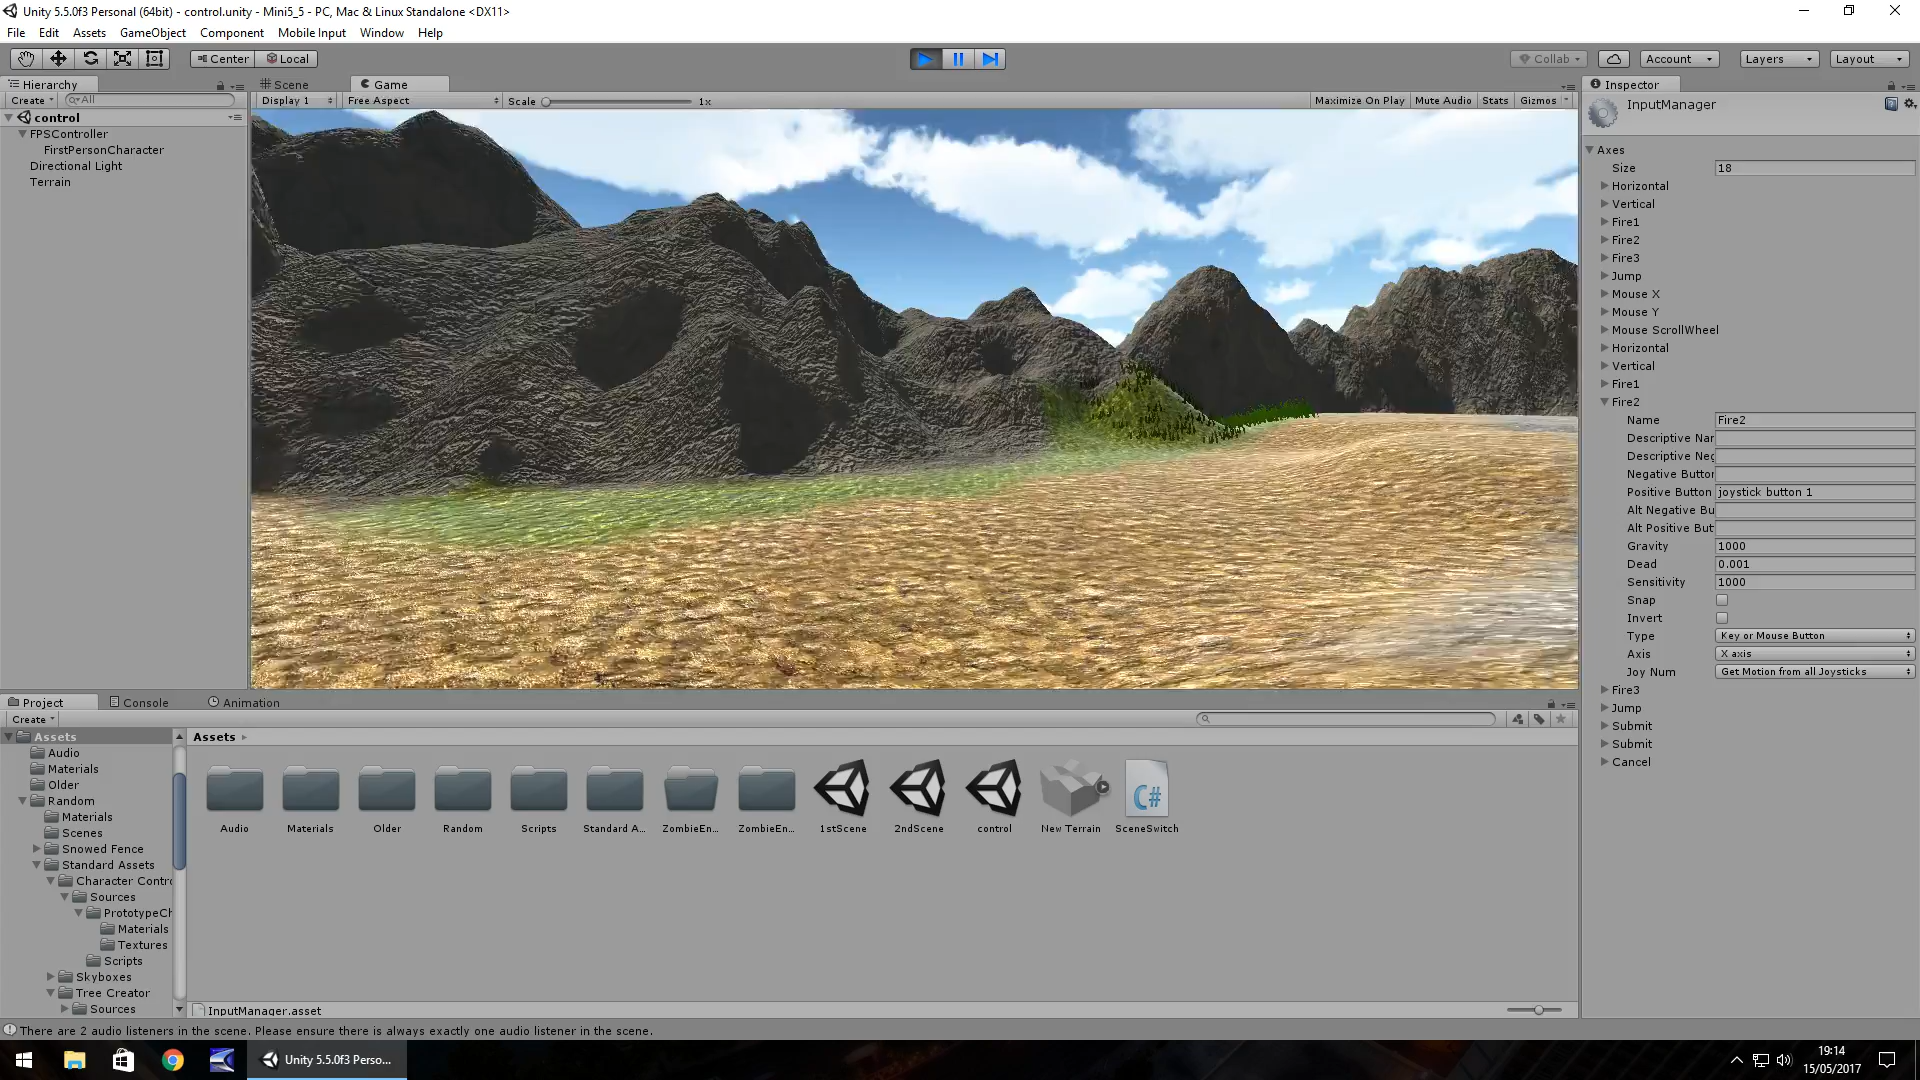 Unity 5.5.0f3 Personal (64bit) - control.unity - Mini5_5 - PC, Mac & Linux Standalone <DX11>
File Edit Assets GameObject Component Mobile Input Window Help
Center Local Collab Account Layers Layout
Hierarchy
Create All
control
FPSController
FirstPersonCharacter
Directional Light
Terrain
Scene Game
Display 1 Free Aspect Scale 1x Maximize On Play Mute Audio Stats Gizmos
Inspector
InputManager
Axes
Size 18
Horizontal
Vertical
Fire1
Fire2
Fire3
Jump
Mouse X
Mouse Y
Mouse ScrollWheel
Horizontal
Vertical
Fire1
Fire2
Name Fire2
Descriptive Nar
Descriptive Neg
Negative Button
Positive Button joystick button 1
Alt Negative Bu
Alt Positive But
Gravity 1000
Dead 0.001
Sensitivity 1000
Snap
Invert
Type Key or Mouse Button
Axis X axis
Joy Num Get Motion from all Joysticks
Fire3
Jump
Submit
Submit
Cancel
Project Console Animation
Create
Assets
Audio
Materials
Older
Random
Materials
Scenes
Snowed Fence
Standard Assets
Character Contro
Sources
PrototypeCh
Materials
Textures
Scripts
Skyboxes
Tree Creator
Sources
Assets
Audio Materials Older Random Scripts Standard A... ZombieEn... ZombieEn... 1stScene 2ndScene control New Terrain SceneSwitch
C#
InputManager.asset
There are 2 audio listeners in the scene. Please ensure there is always exactly one audio listener in the scene.
Unity 5.5.0f3 Perso...
19:14
15/05/2017